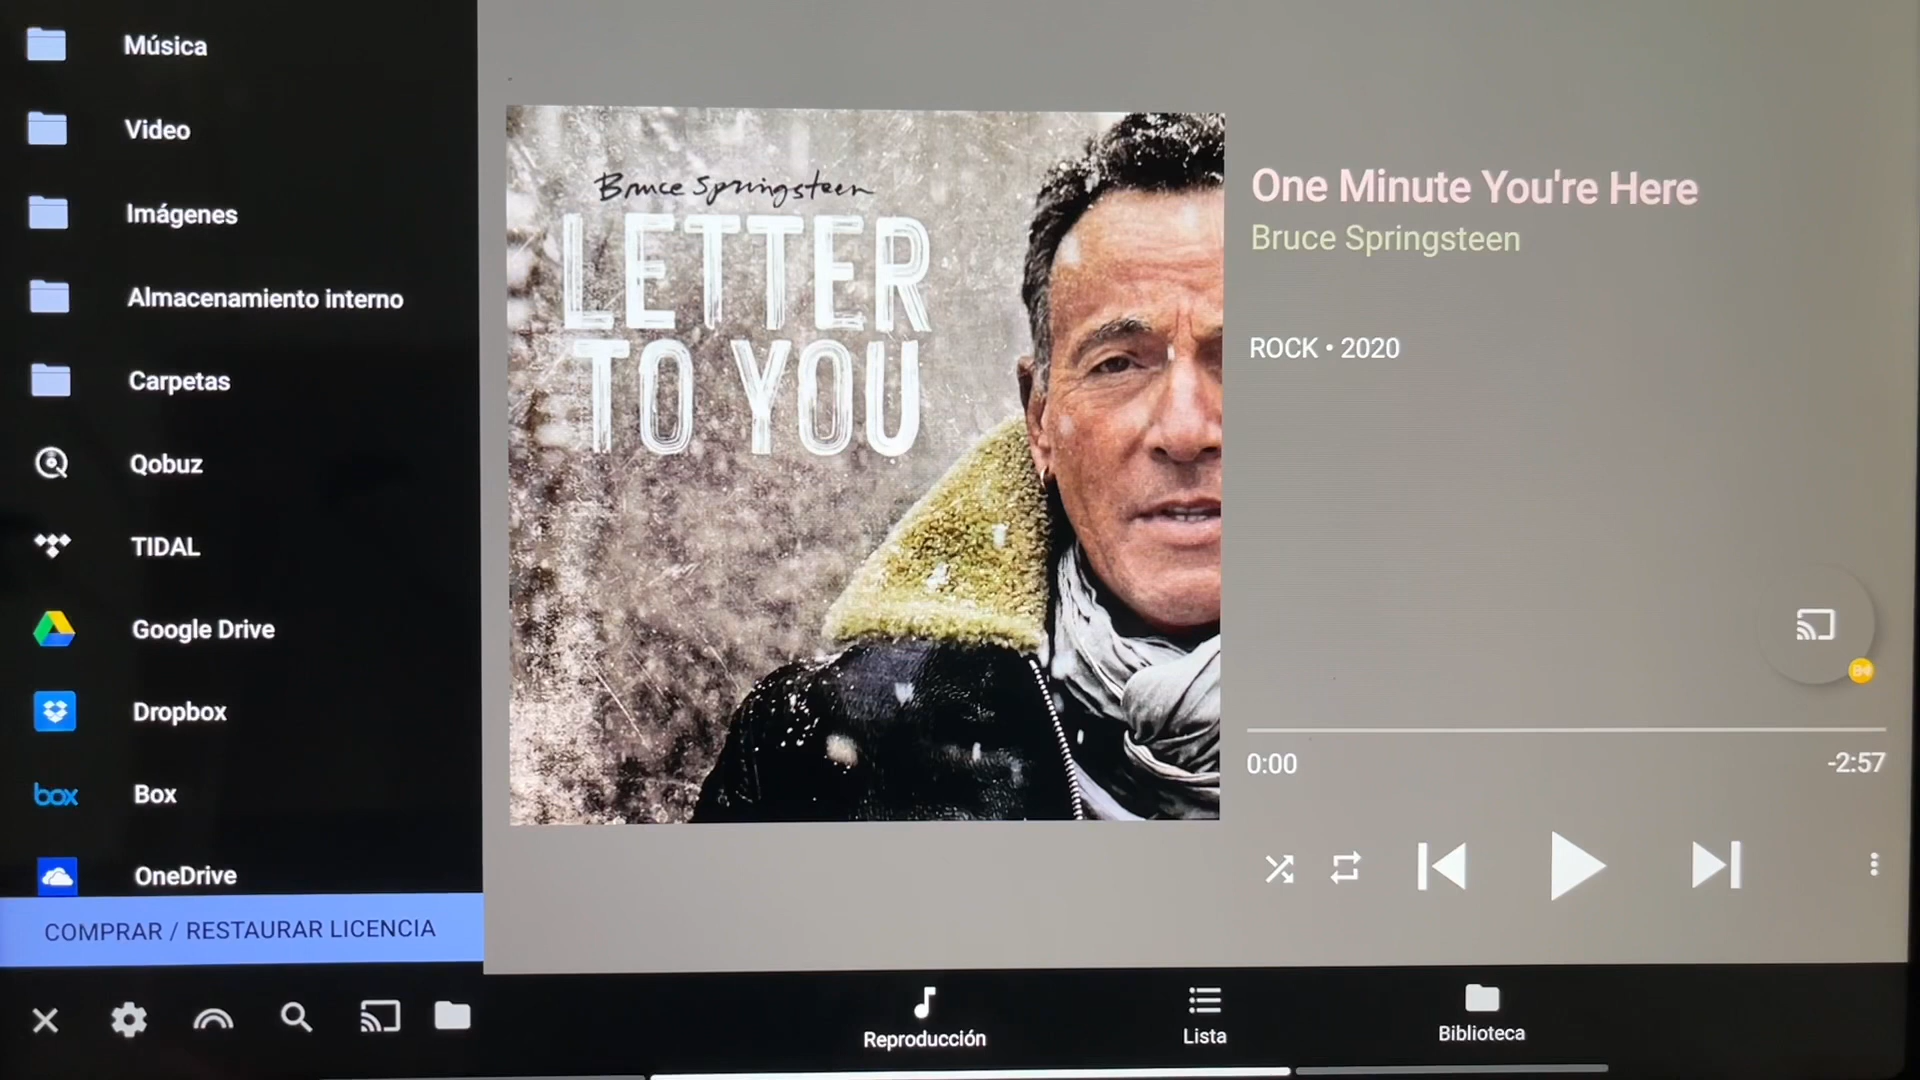 Música
Video
Imágenes
Almacenamiento interno
Carpetas
Qobuz
TIDAL
Google Drive
Dropbox
box
Box
OneDrive
COMPRAR / RESTAURAR LICENCIA
Bruce Springsteen
LETTER
TO YOU
One Minute You're Here
Bruce Springsteen
ROCK • 2020
0:00
-2:57
Reproducción
Lista
Biblioteca